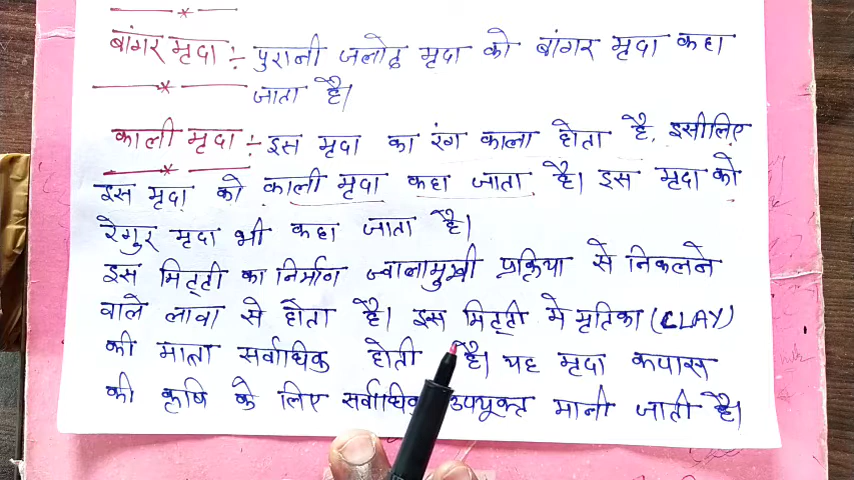 बांगर मृदा :- पुरानी जलोढ़ मृदा को बांगर मृदा कहा
जाता है।
काली मृदा :- इस मृदा का रंग काला होता है, इसीलिए
इस मृदा को काली मृदा कहा जाता है। इस मृदा को
रेगुर मृदा भी कहा जाता है।
इस मिट्टी का निर्माण ज्वालामुखी प्रक्रिया से निकलने
वाले लावा से होता है। इस मिट्टी मे मृतिका (CLAY)
की माता सर्वाधिक होती है। यह मृदा कपास
की कृषि के लिए सर्वाधिक उपयूक्त मानी जाती है।